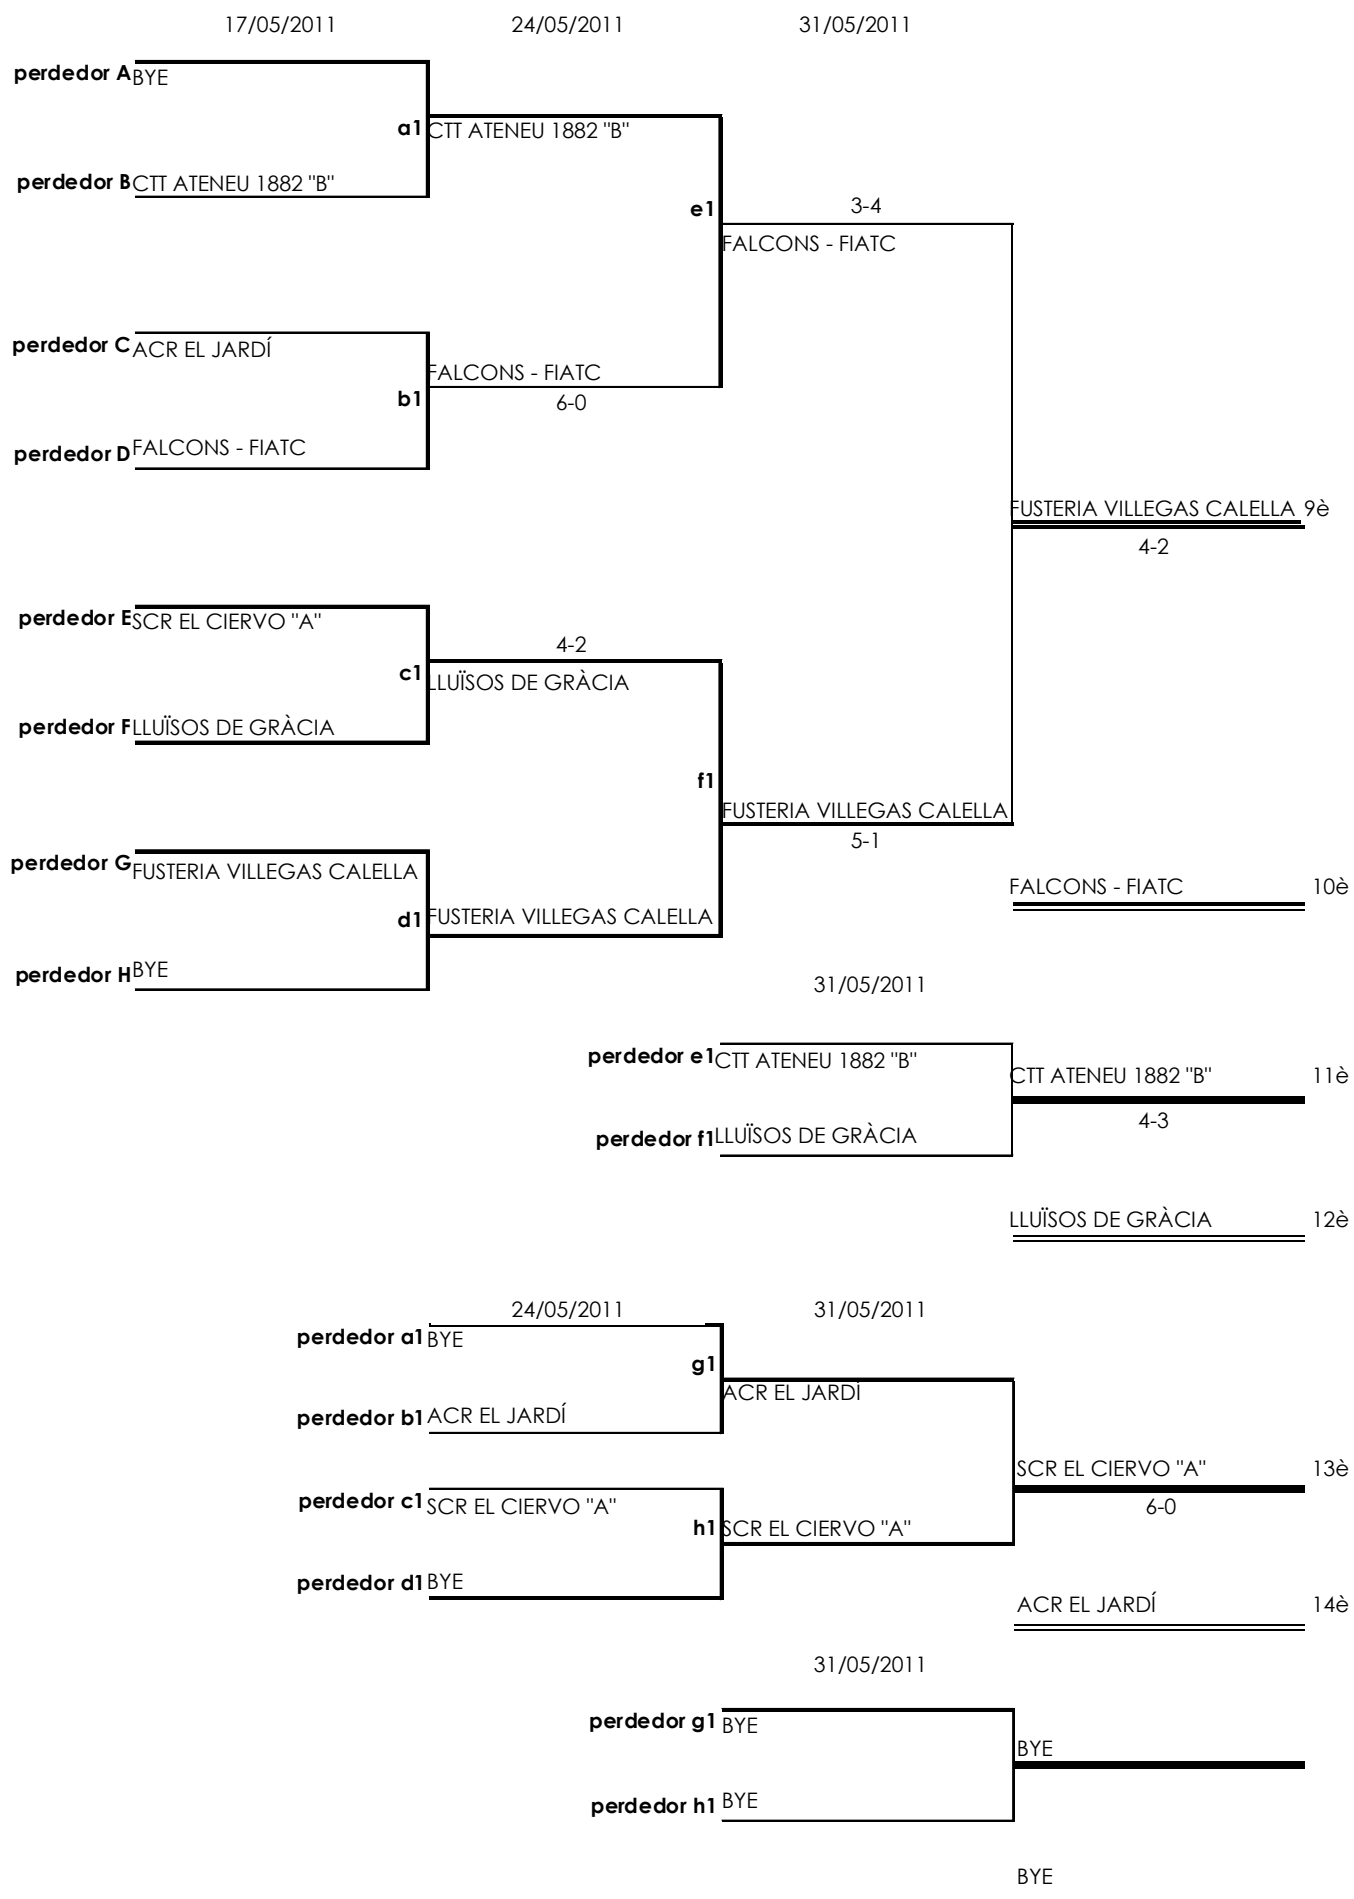 17/05/2011 24/05/2011 31/05/2011
perdedor A BYE
a1 CTT ATENEU 1882 "B"
perdedor B CTT ATENEU 1882 "B"
e1 3-4
FALCONS - FIATC
perdedor C ACR EL JARDÍ
FALCONS - FIATC
b1 6-0
perdedor D FALCONS - FIATC
FUSTERIA VILLEGAS CALELLA 9è
4-2
perdedor E SCR EL CIERVO "A"
4-2
c1 LLUÏSOS DE GRÀCIA
perdedor F LLUÏSOS DE GRÀCIA
f1
FUSTERIA VILLEGAS CALELLA
5-1
perdedor G FUSTERIA VILLEGAS CALELLA
FALCONS - FIATC 10è
d1 FUSTERIA VILLEGAS CALELLA
perdedor H BYE
31/05/2011
perdedor e1 CTT ATENEU 1882 "B"
CTT ATENEU 1882 "B" 11è
4-3
perdedor f1 LLUÏSOS DE GRÀCIA
LLUÏSOS DE GRÀCIA 12è
24/05/2011 31/05/2011
perdedor a1 BYE
g1
ACR EL JARDÍ
perdedor b1 ACR EL JARDÍ
SCR EL CIERVO "A" 13è
perdedor c1 SCR EL CIERVO "A"
6-0
h1 SCR EL CIERVO "A"
perdedor d1 BYE
ACR EL JARDÍ 14è
31/05/2011
perdedor g1 BYE
BYE
perdedor h1 BYE
BYE